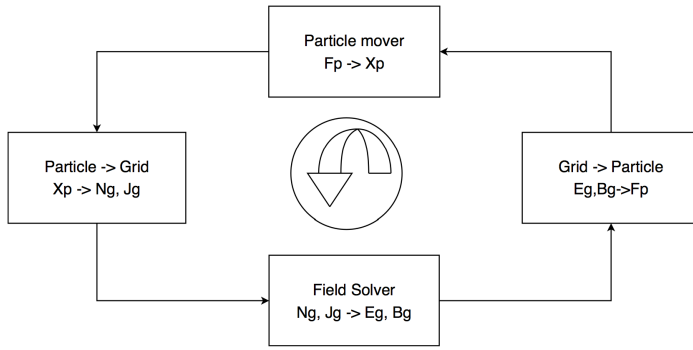 Particle mover
Fp -> Xp
Particle -> Grid
Xp -> Ng, Jg
Grid -> Particle
Eg,Bg->Fp
Field Solver
Ng, Jg -> Eg, Bg